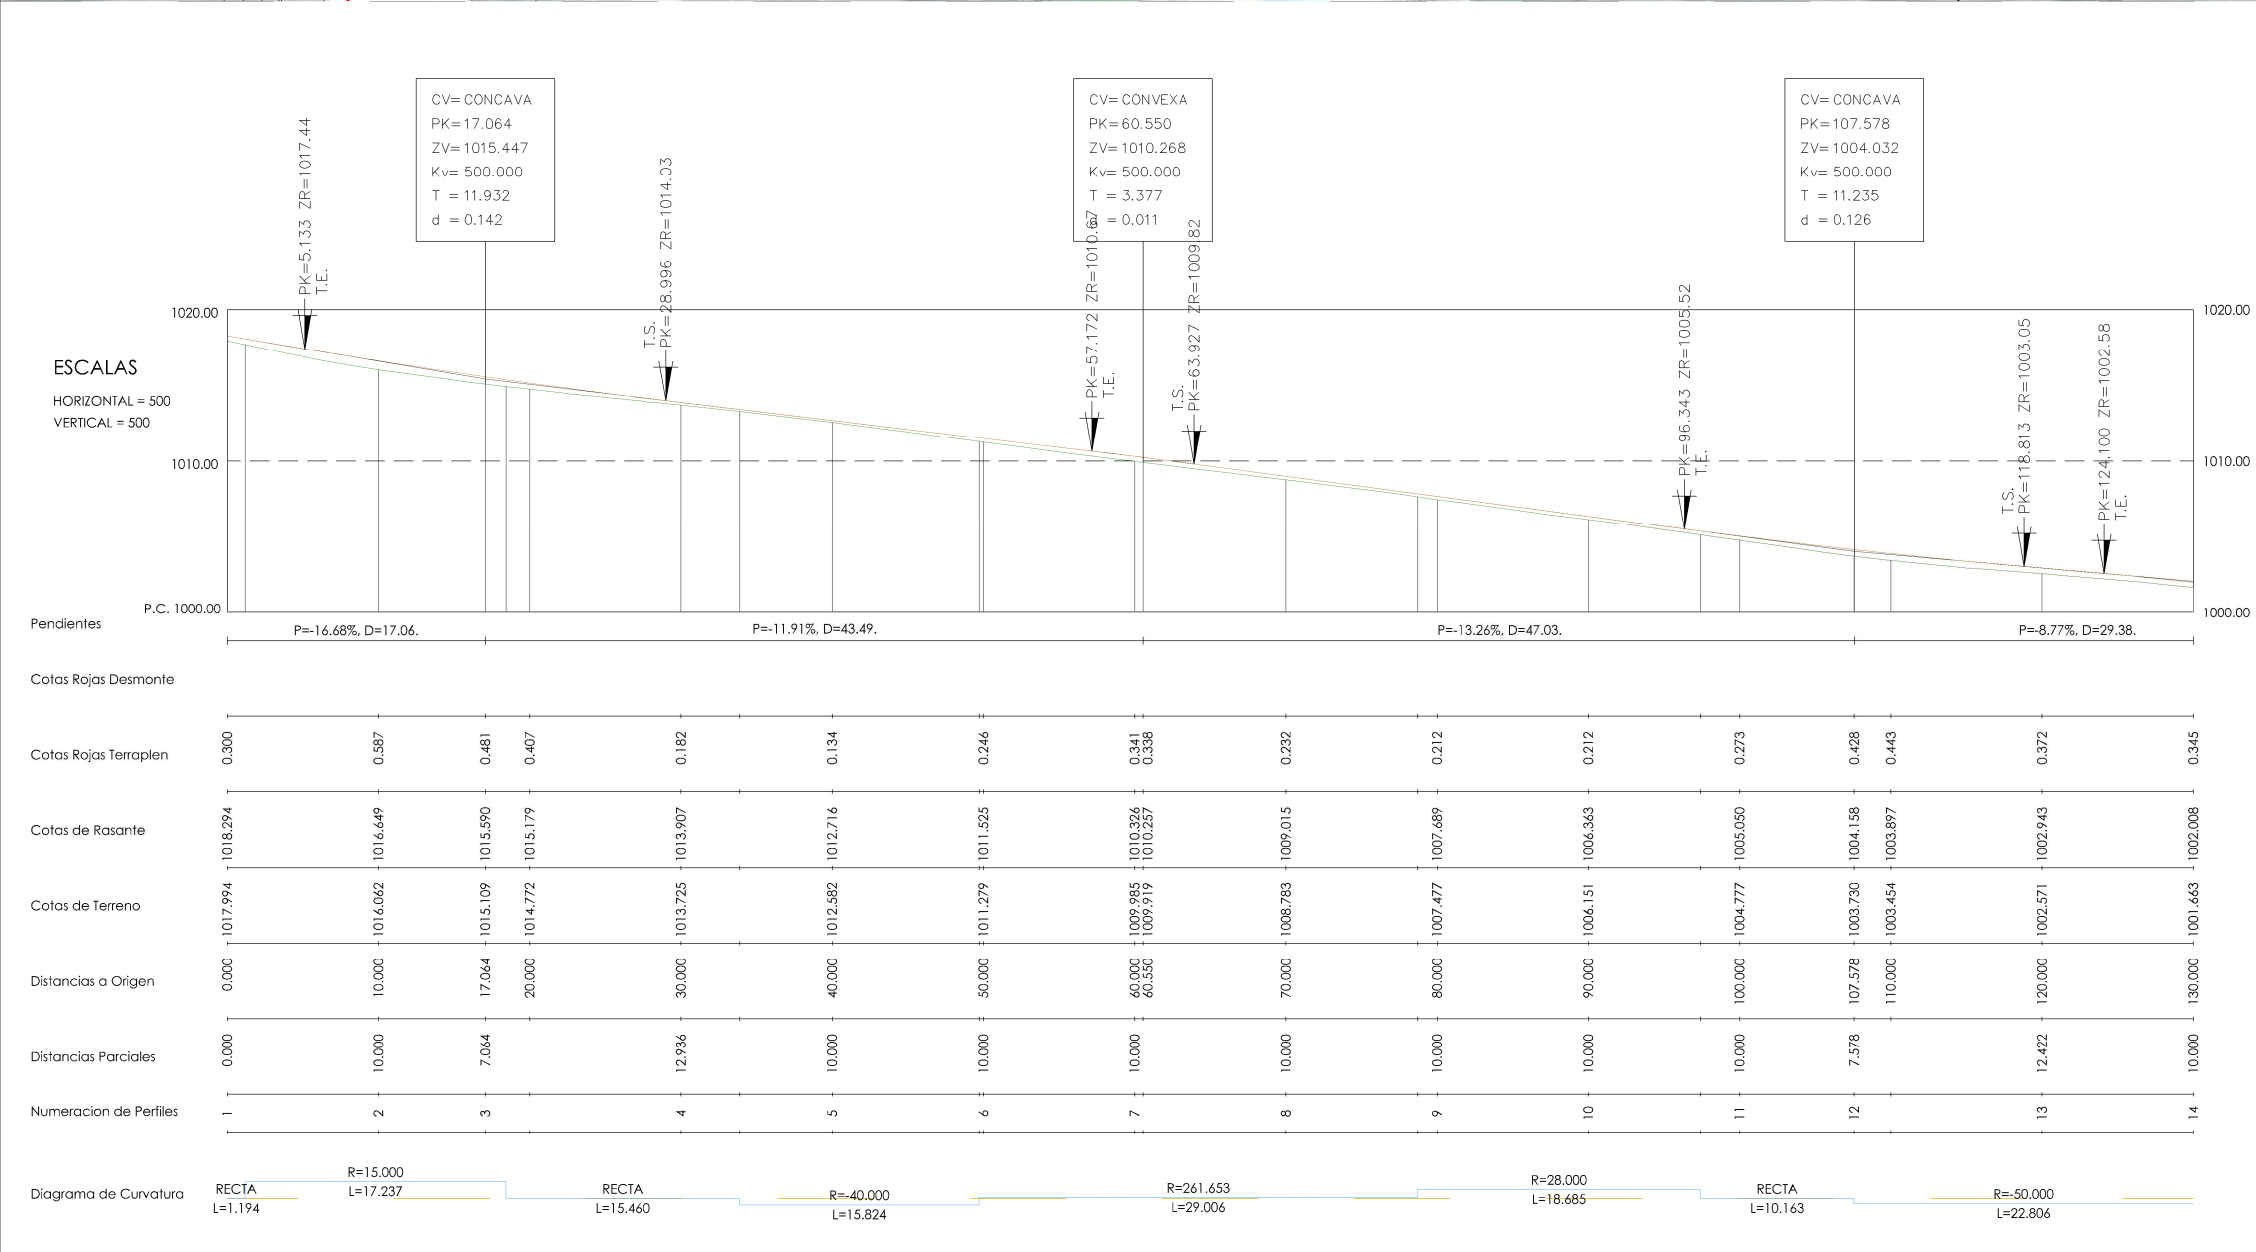 CV= CONCAVA
PK=17.064
ZV=1015.447
Kv= 500.000
T = 11.932
d = 0.142
CV= CONVEXA
PK=60.550
ZV=1010.268
Kv= 500.000
T = 3.377
d = 0.011
CV= CONCAVA
PK=107.578
ZV=1004.032
Kv= 500.000
T = 11.235
d = 0.126
PK=5.133 ZR=1017.44
T.E.
T.S.
PK=28.996 ZR=1014.03
PK=57.172 ZR=1010.67
T.E.
T.S.
PK=63.927 ZR=1009.82
PK=96.343 ZR=1005.52
T.E.
T.S.
PK=118.813 ZR=1003.05
PK=124.100 ZR=1002.58
T.E.
1020.00
1020.00
ESCALAS
HORIZONTAL = 500
VERTICAL = 500
1010.00
1010.00
P.C. 1000.00
1000.00
Pendientes
P=-16.68%, D=17.06.
P=-11.91%, D=43.49.
P=-13.26%, D=47.03.
P=-8.77%, D=29.38.
Cotas Rojas Desmonte
Cotas Rojas Terraplen
0.300
0.587
0.481
0.407
0.182
0.134
0.246
0.341
0.338
0.232
0.212
0.212
0.273
0.428
0.443
0.372
0.345
Cotas de Rasante
1018.294
1016.649
1015.590
1015.179
1013.907
1012.716
1011.525
1010.326
1010.257
1009.015
1007.689
1006.363
1005.050
1004.158
1003.897
1002.943
1002.008
Cotas de Terreno
1017.994
1016.062
1015.109
1014.772
1013.725
1012.582
1011.279
1009.985
1009.919
1008.783
1007.477
1006.151
1004.777
1003.730
1003.454
1002.571
1001.663
Distancias a Origen
0.000
10.000
17.064
20.000
30.000
40.000
50.000
60.000
60.550
70.000
80.000
90.000
100.000
107.578
110.000
120.000
130.000
Distancias Parciales
0.000
10.000
7.064
12.936
10.000
10.000
10.000
10.000
10.000
10.000
10.000
7.578
12.422
10.000
Numeracion de Perfiles
1
2
3
4
5
6
7
8
9
10
11
12
13
14
Diagrama de Curvatura
RECTA
L=1.194
R=15.000
L=17.237
RECTA
L=15.460
R=-40.000
L=15.824
R=261.653
L=29.006
R=28.000
L=18.685
RECTA
L=10.163
R=-50.000
L=22.806